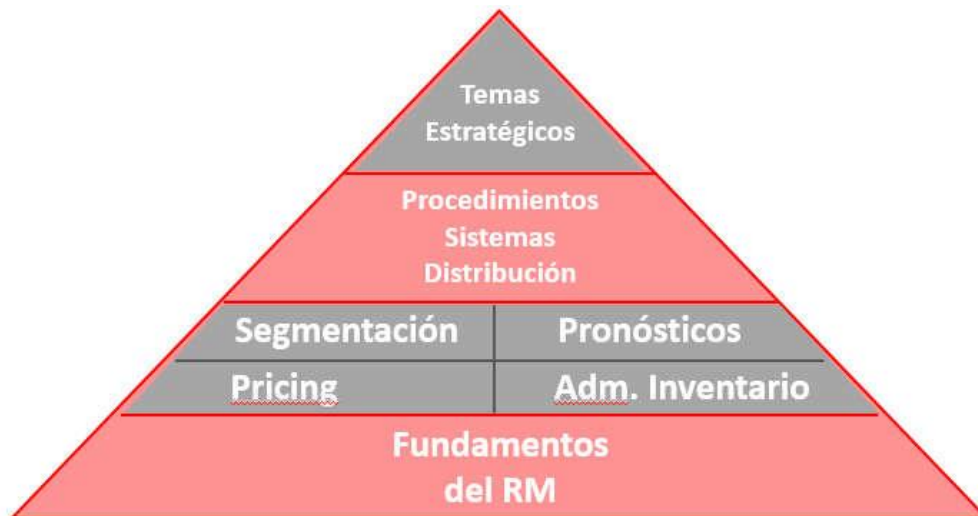 Temas
Estratégicos
Procedimientos
Sistemas
Distribución
Segmentación
Pronósticos
Pricing
Adm. Inventario
Fundamentos
del RM